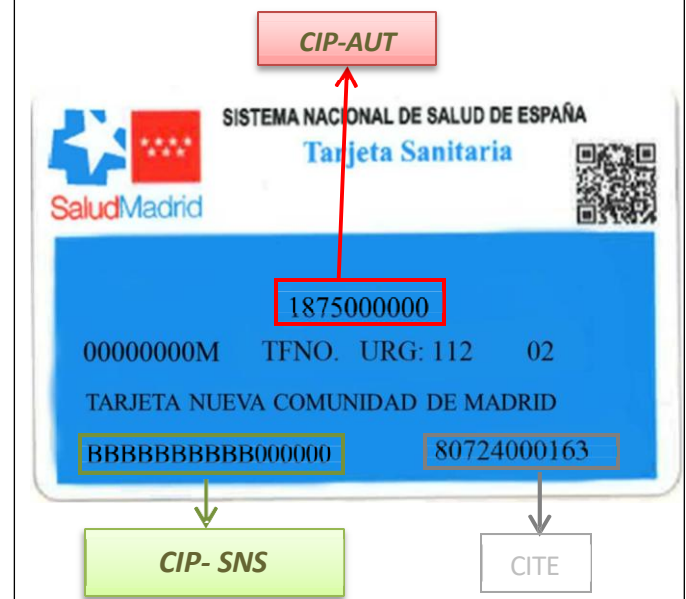 CIP-AUT
SISTEMA NACIONAL DE SALUD DE ESPAÑA
Tarjeta Sanitaria
SaludMadrid
1875000000
00000000M TFNO. URG: 112 02
TARJETA NUEVA COMUNIDAD DE MADRID
BBBBBBBBBB000000 80724000163
CIP- SNS CITE